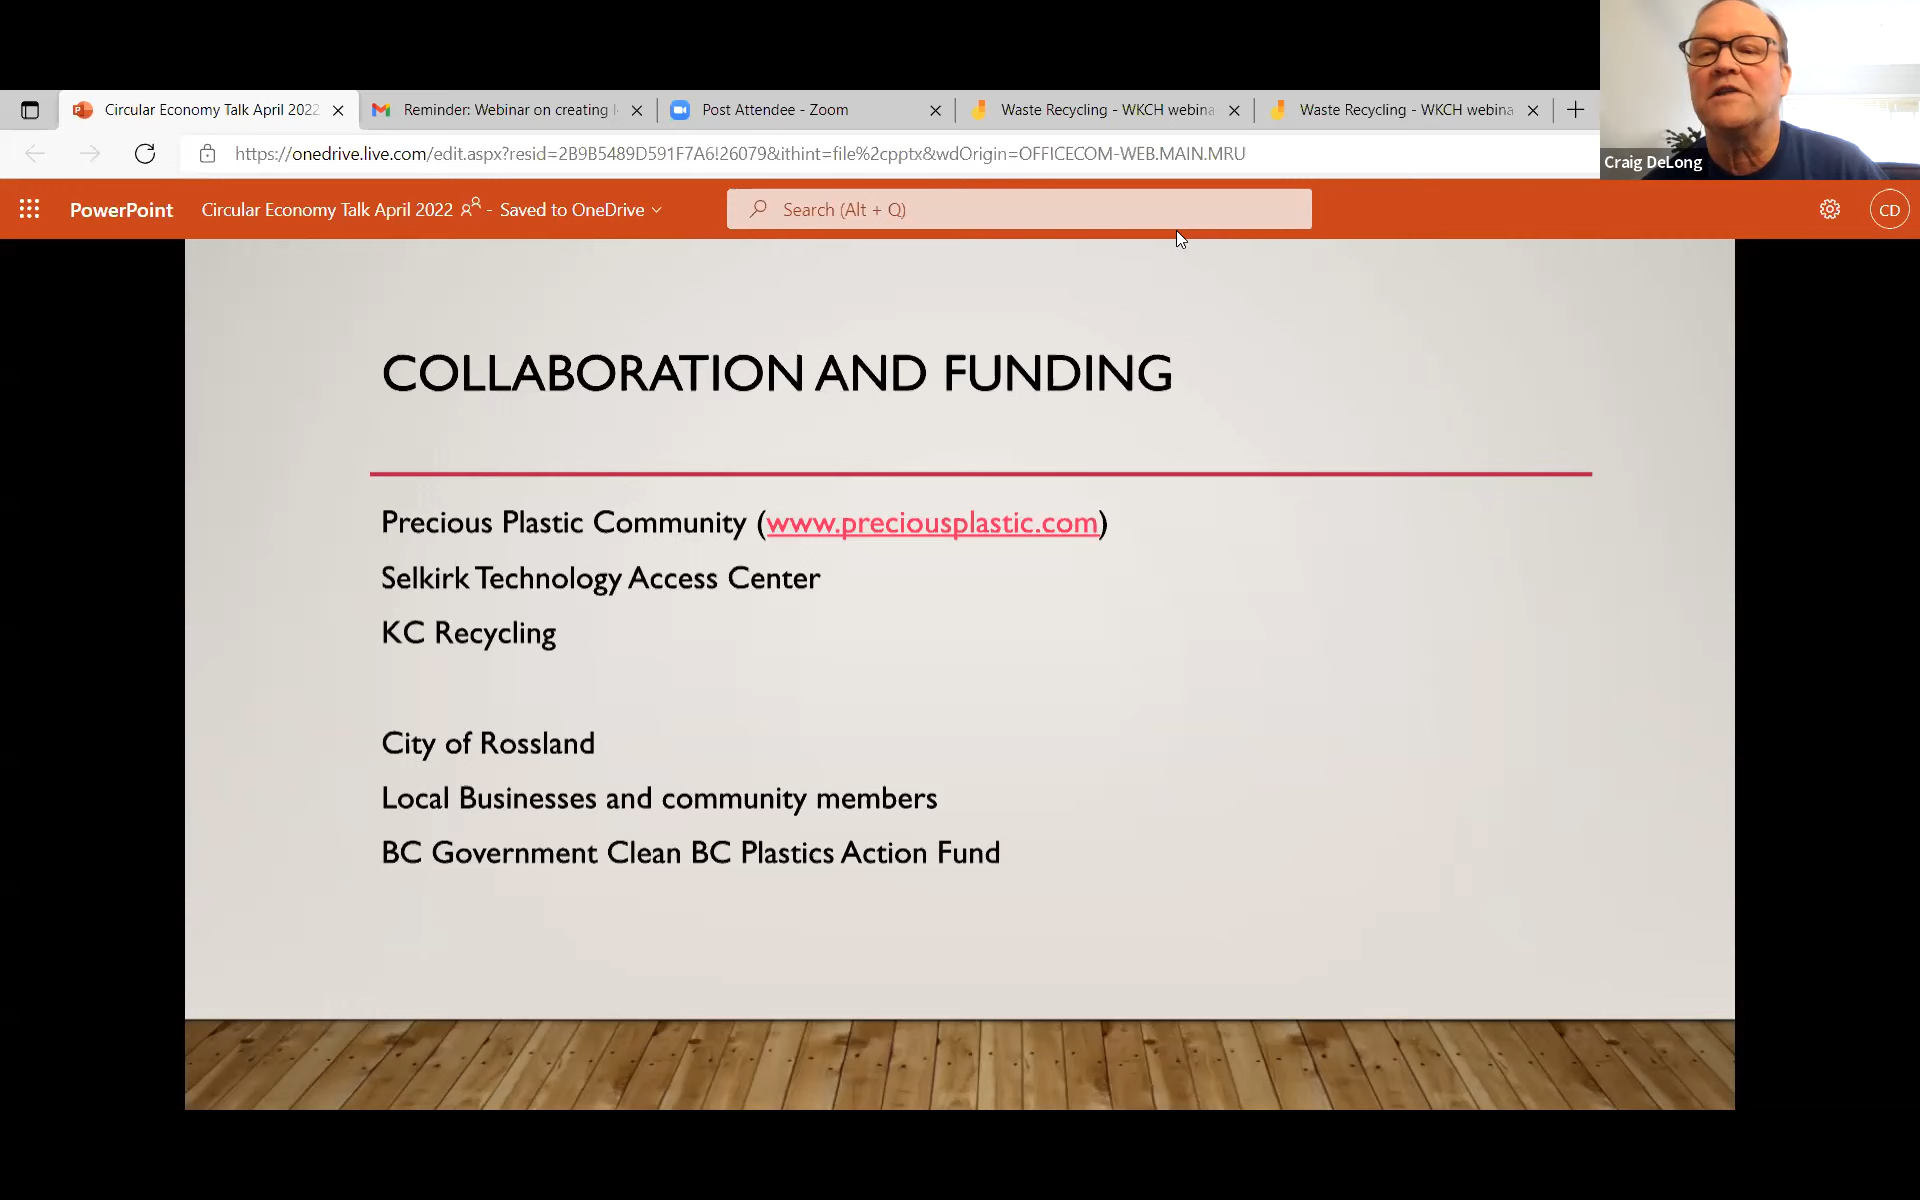 Circular Economy Talk April 2022
Reminder: Webinar on creating
Post Attendee - Zoom
Waste Recycling - WKCH webina
Waste Recycling - WKCH webina
https://onedrive.live.com/edit.aspx?resid=2B9B5489D591F7A6!26079&ithint=file%2cpptx&wdOrigin=OFFICECOM-WEB.MAIN.MRU
Craig DeLong
PowerPoint
Circular Economy Talk April 2022 - Saved to OneDrive
Search (Alt + Q)
CD
COLLABORATION AND FUNDING
Precious Plastic Community (www.preciousplastic.com)
Selkirk Technology Access Center
KC Recycling
City of Rossland
Local Businesses and community members
BC Government Clean BC Plastics Action Fund